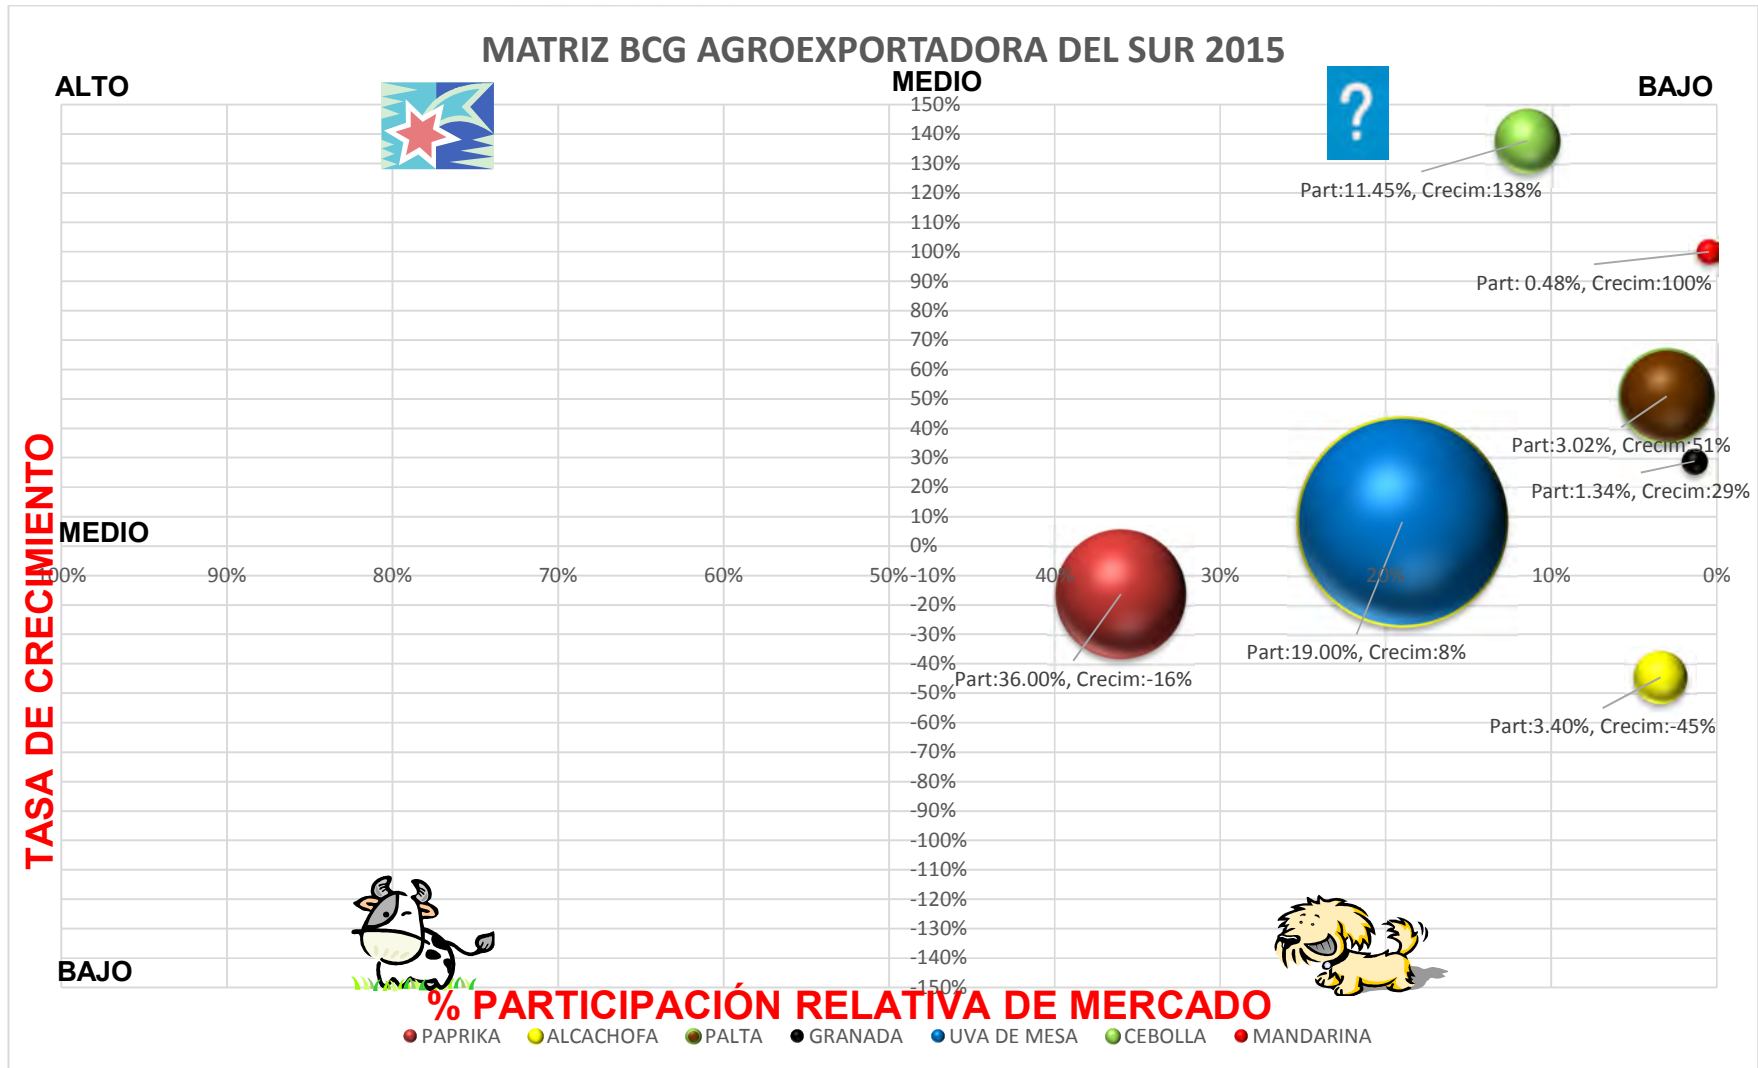 MATRIZ BCG AGROEXPORTADORA DEL SUR 2015
ALTO
MEDIO
BAJO
?
150%
140%
130%
120%
110%
100%
90%
80%
70%
60%
50%
40%
30%
20%
10%
0%
-10%
-20%
-30%
-40%
-50%
-60%
-70%
-80%
-90%
-100%
-110%
-120%
-130%
-140%
-150%
Part:11.45%, Crecim:138%
Part: 0.48%, Crecim:100%
Part:3.02%, Crecim:51%
Part:1.34%, Crecim:29%
MEDIO
100% 90% 80% 70% 60% 50% 40% 30% 20% 10% 0%
Part:19.00%, Crecim:8%
Part:36.00%, Crecim:-16%
Part:3.40%, Crecim:-45%
TASA DE CRECIMIENTO
BAJO
% PARTICIPACIÓN RELATIVA DE MERCADO
PAPRIKA ALCACHOFA PALTA GRANADA UVA DE MESA CEBOLLA MANDARINA